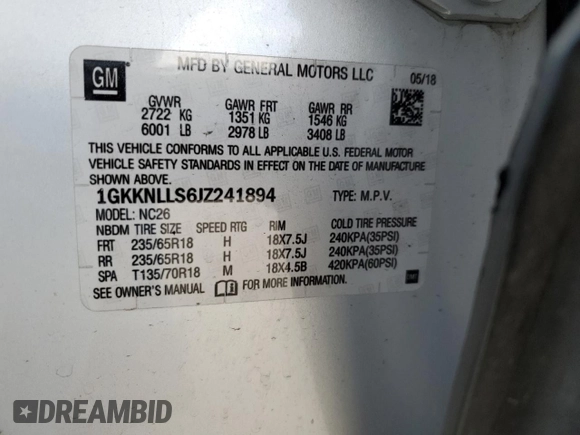 GM
MFD BY GENERAL MOTORS LLC 05/18
GVWR GAWR FRT GAWR RR
2722 KG 1351 KG 1546 KG
6001 LB 2978 LB 3408 LB
THIS VEHICLE CONFORMS TO ALL APPLICABLE U.S. FEDERAL MOTOR
VEHICLE SAFETY STANDARDS IN EFFECT ON THE DATE OF MANUFACTURE
SHOWN ABOVE.
1GKKNLLS6JZ241894 TYPE: M.P.V.
MODEL: NC26
NBDM TIRE SIZE SPEED RTG RIM COLD TIRE PRESSURE
FRT 235/65R18 H 18X7.5J 240KPA(35PSI)
RR 235/65R18 H 18X7.5J 240KPA(35PSI)
SPA T135/70R18 M 18X4.5B 420KPA(60PSI)
SEE OWNER'S MANUAL FOR MORE INFORMATION.
DREAMBID